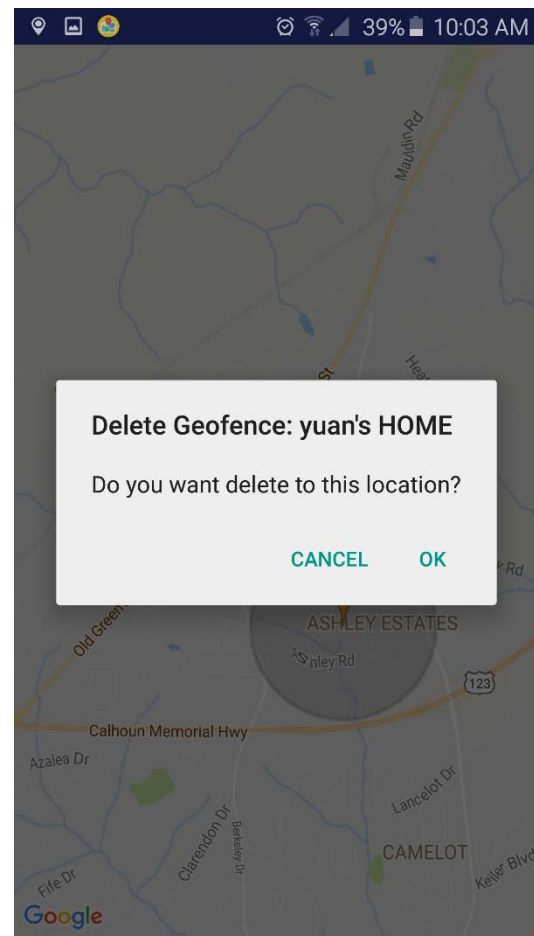 39% 10:03 AM
Mauldin Rd
St
Delete Geofence: yuan's HOME
Do you want delete to this location?
CANCEL OK
Rd
ASHLEY ESTATES
Old Green
Ashley Rd
123
Calhoun Memorial Hwy
Azalea Dr
Lancelot Dr
Clarendon Dr
Berkeley Dr
CAMELOT
Keller Blvd
Fife Dr
Google